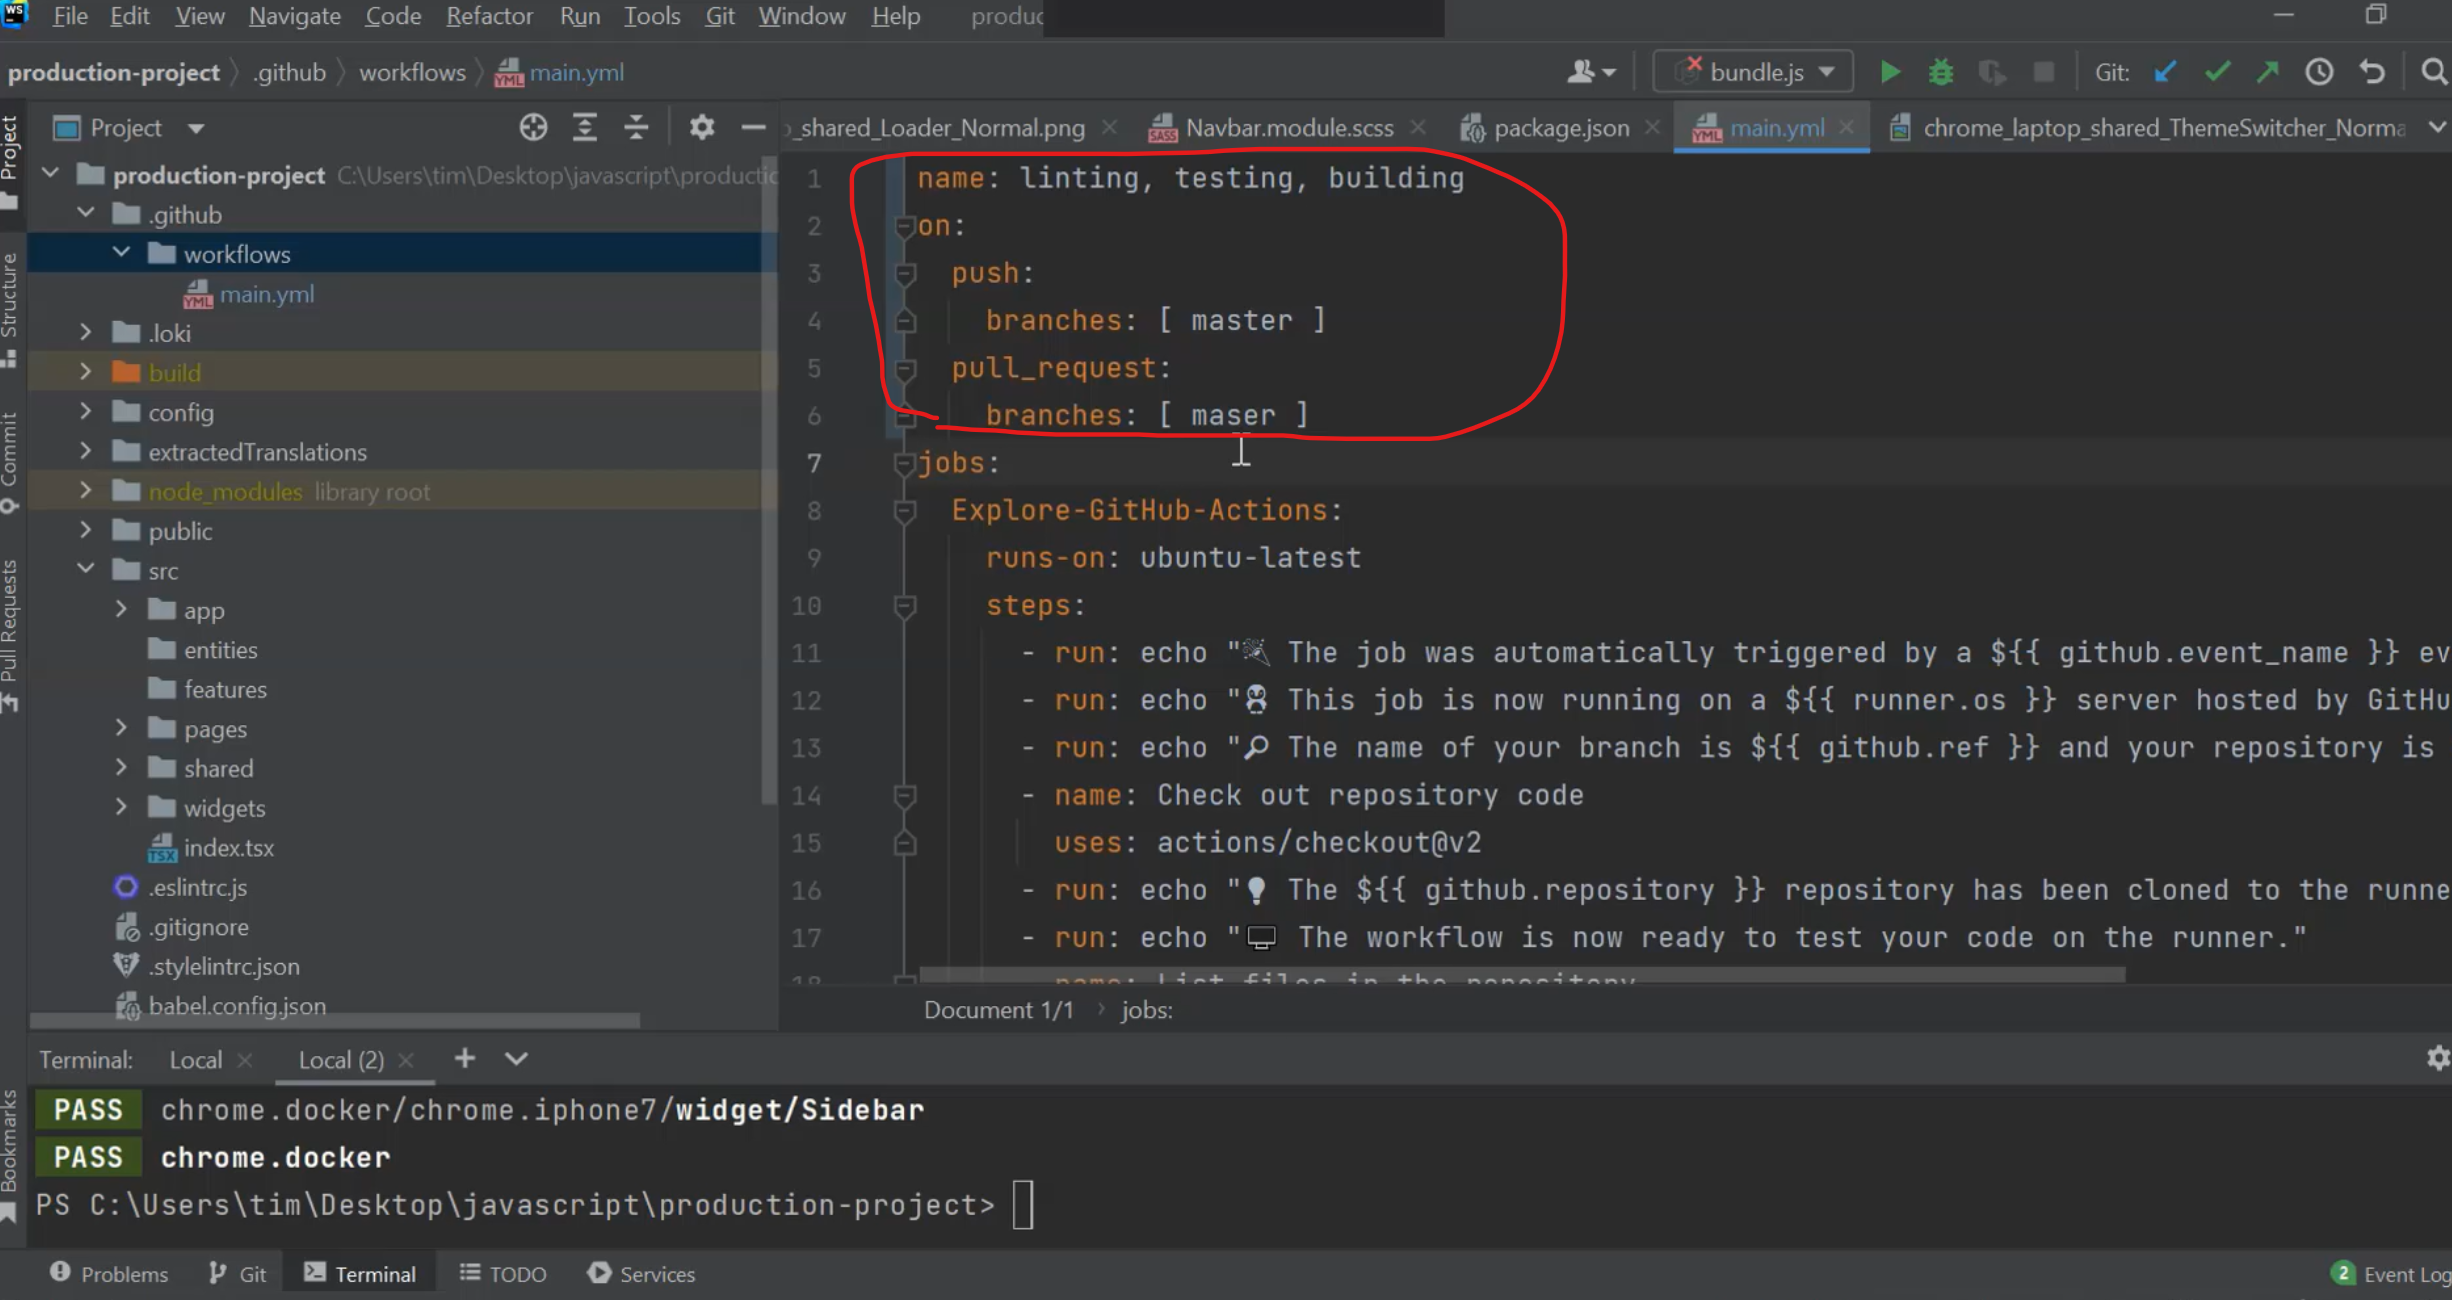 WS File Edit View Navigate Code Refactor Run Tools Git Window Help
production-project .github workflows main.yml bundle.js Git:
Project
_shared_Loader_Normal.png Navbar.module.scss package.json main.yml chrome_laptop_shared_ThemeSwitcher_Norma
production-project C:\Users\tim\Desktop\javascript\productic
.github
workflows
main.yml
.loki
build
config
extractedTranslations
node_modules library root
public
src
app
entities
features
pages
shared
widgets
index.tsx
.eslintrc.js
.gitignore
.stylelintrc.json
babel.config.json
Project
Structure
Commit
Pull Requests
Bookmarks
1 name: linting, testing, building
2 on:
3 push:
4 branches: [ master ]
5 pull_request:
6 branches: [ maser ]
7 jobs:
8 Explore-GitHub-Actions:
9 runs-on: ubuntu-latest
10 steps:
11 - run: echo "🎉 The job was automatically triggered by a ${{ github.event_name }} ev
12 - run: echo "🐧 This job is now running on a ${{ runner.os }} server hosted by GitHu
13 - run: echo "🔎 The name of your branch is ${{ github.ref }} and your repository is
14 - name: Check out repository code
15 uses: actions/checkout@v2
16 - run: echo "💡 The ${{ github.repository }} repository has been cloned to the runne
17 - run: echo "🖥️ The workflow is now ready to test your code on the runner."
18 - name: List files in the repository
Document 1/1 jobs:
Terminal: Local Local (2)
PASS chrome.docker/chrome.iphone7/widget/Sidebar
PASS chrome.docker
PS C:\Users\tim\Desktop\javascript\production-project>
Problems Git Terminal TODO Services 2 Event Log